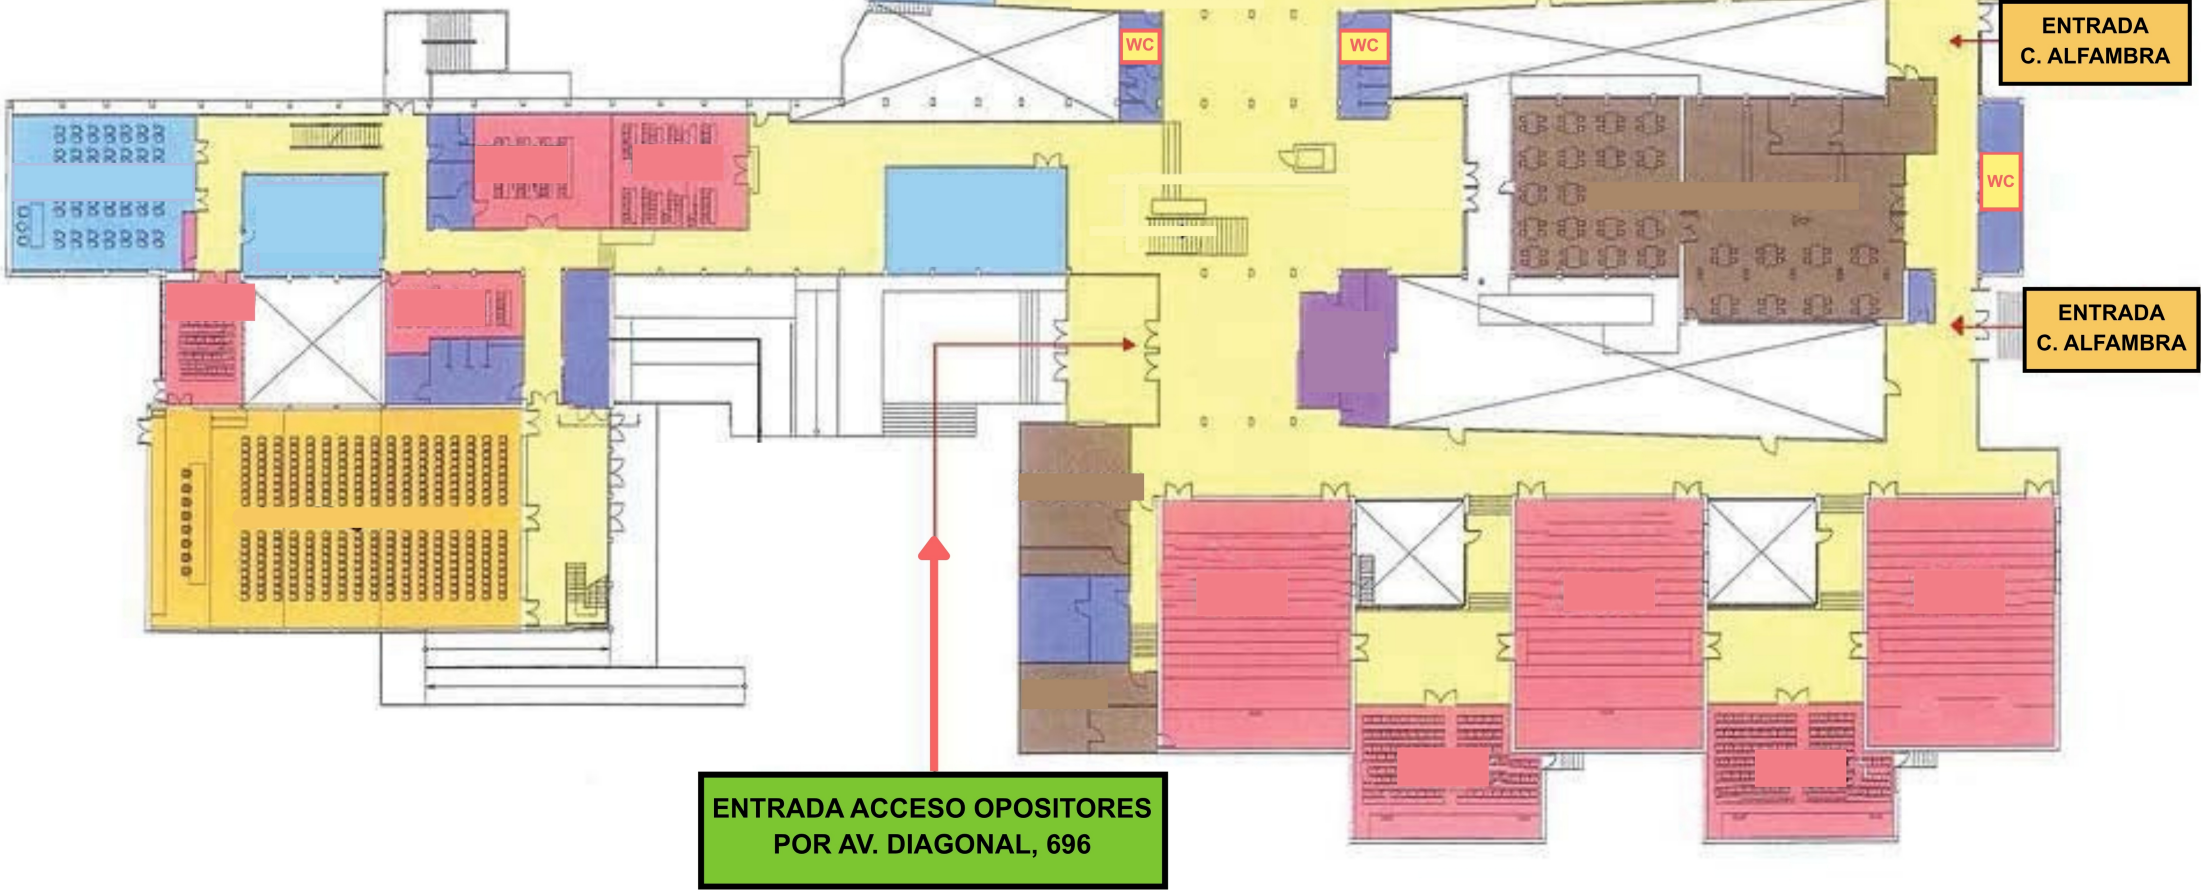 ENTRADA
C. ALFAMBRA
WC
WC
WC
ENTRADA
C. ALFAMBRA
ENTRADA ACCESO OPOSITORES
POR AV. DIAGONAL, 696